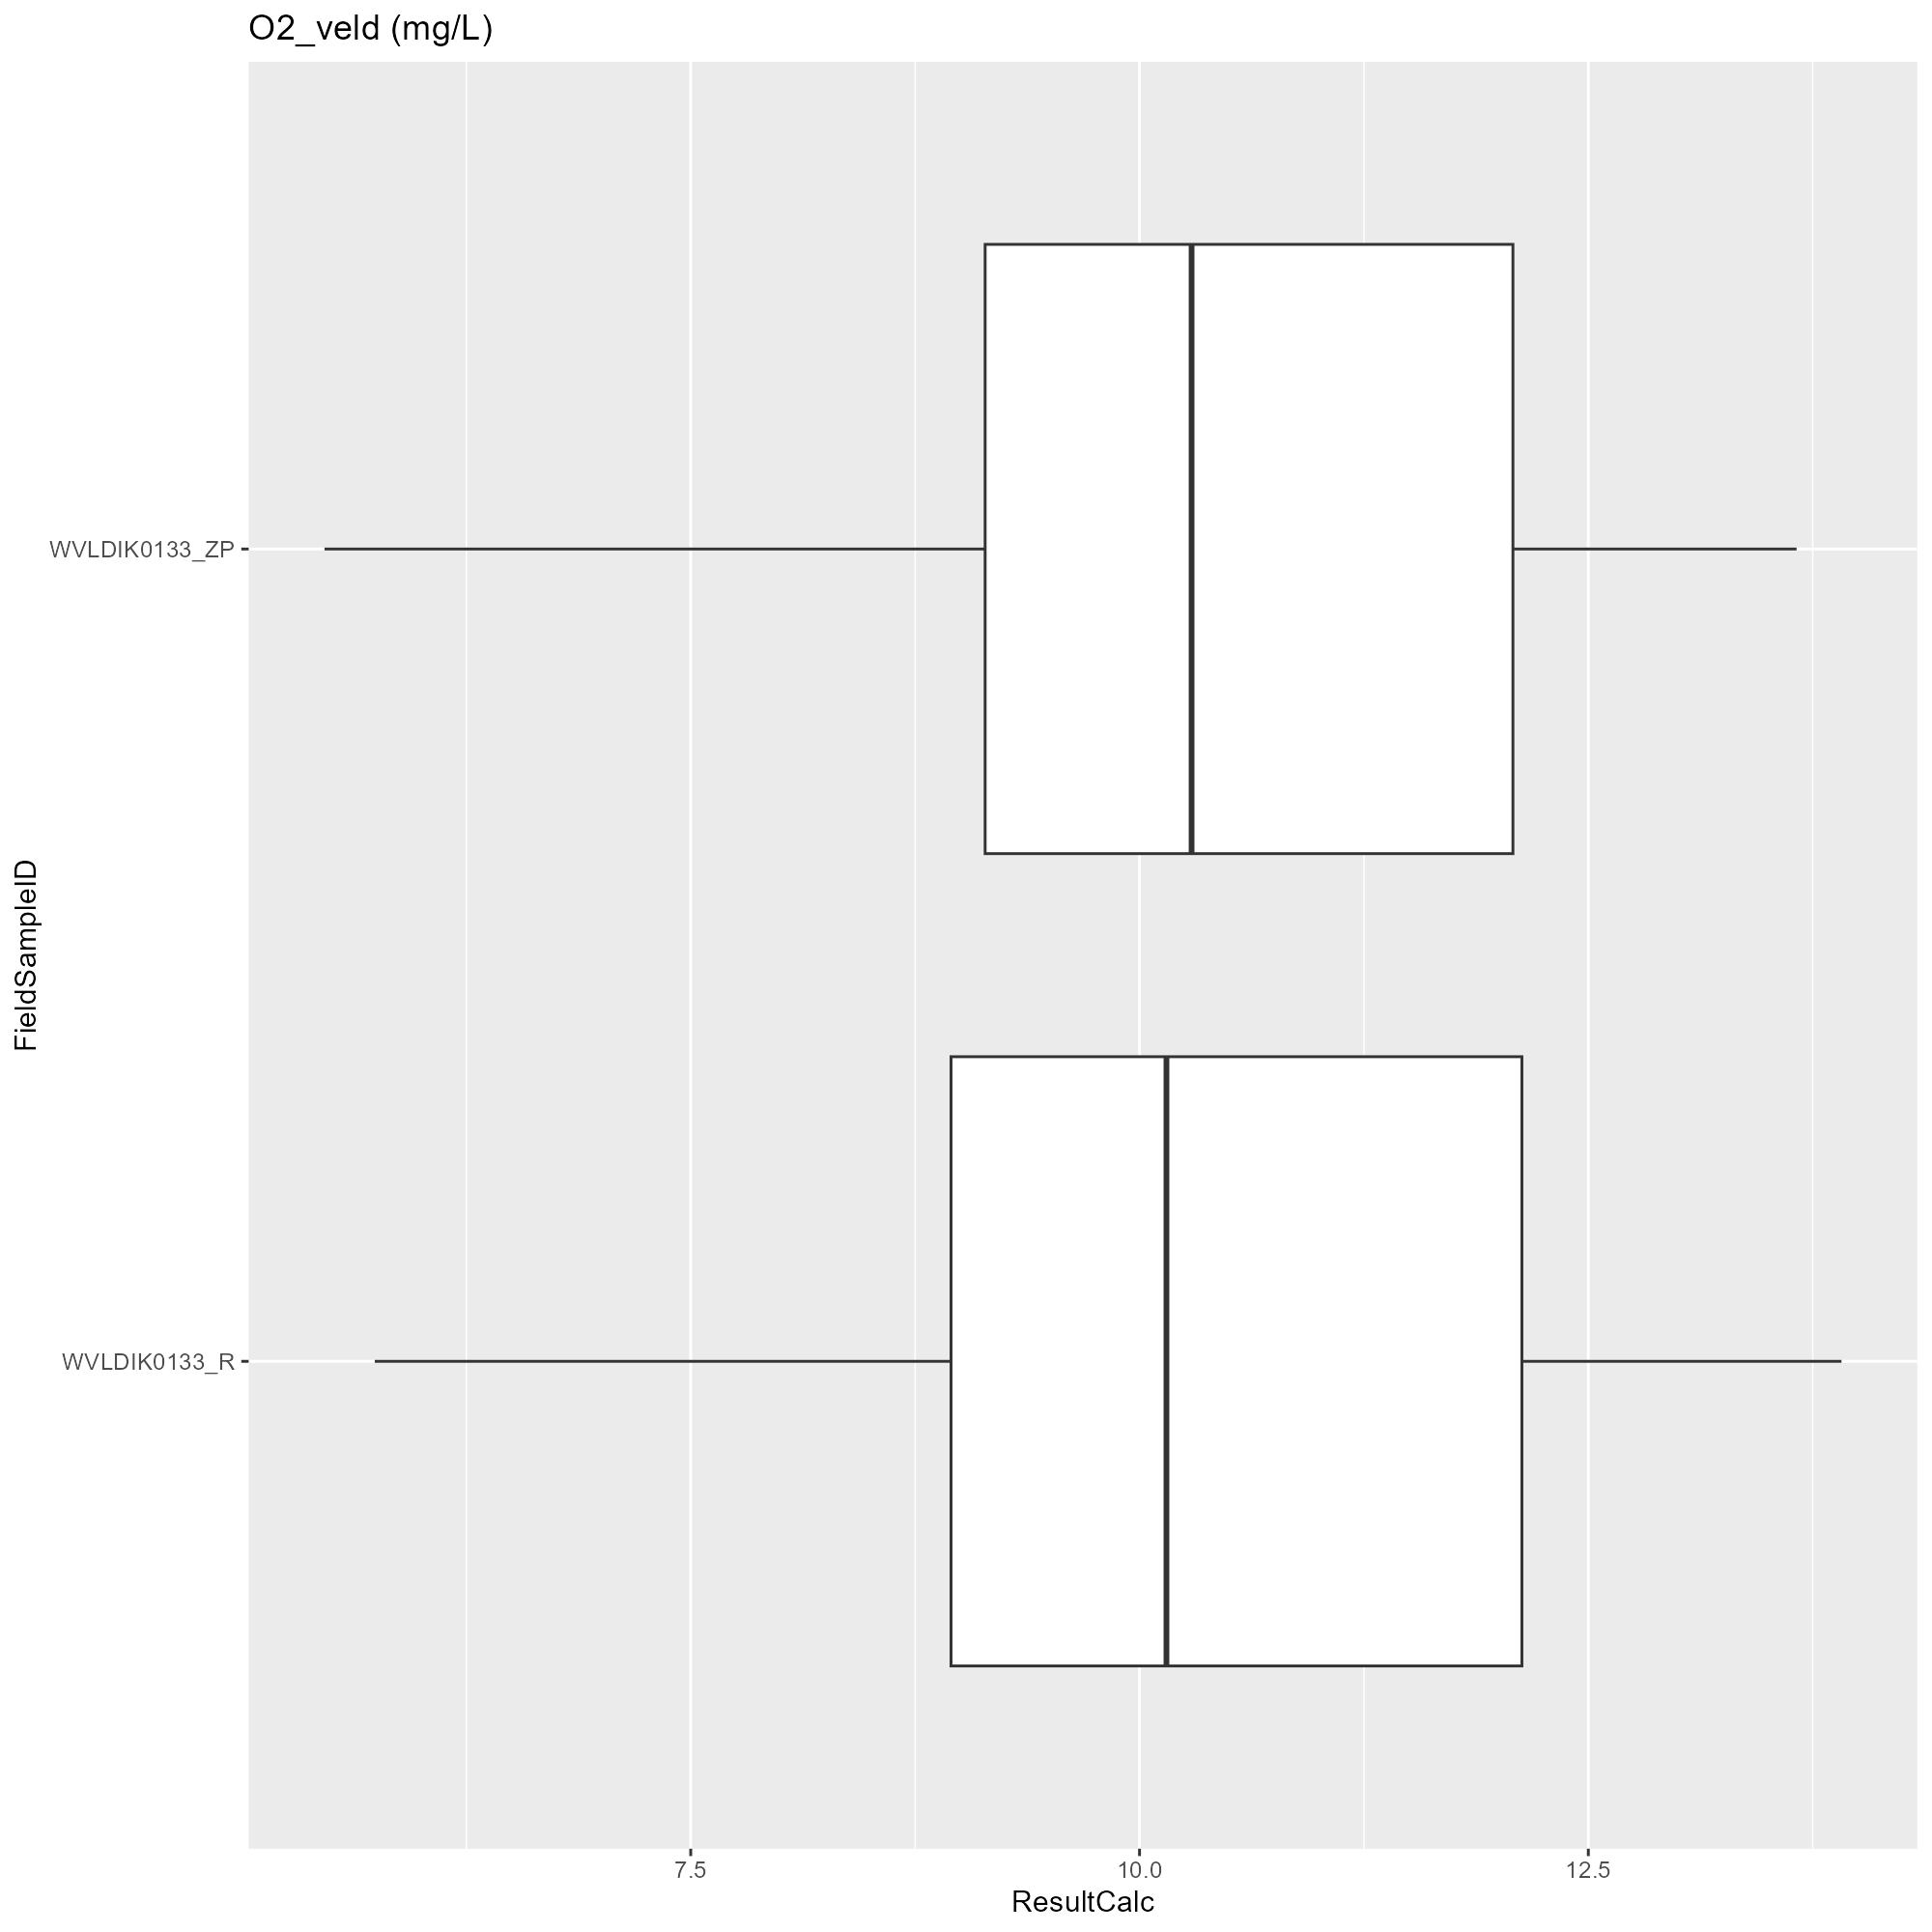 O2_veld (mg/L)
FieldSampleID
WVLDIK0133_ZP
WVLDIK0133_R
7.5
10.0
12.5
ResultCalc